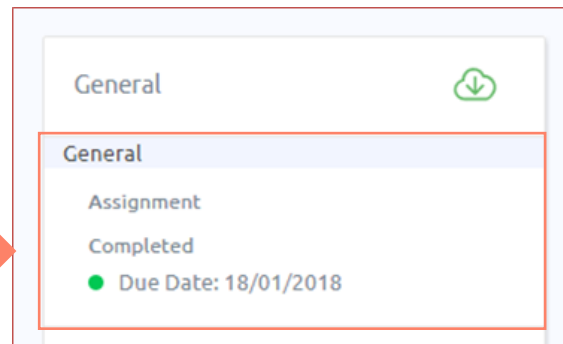 General
General
Assignment
Completed
Due Date: 18/01/2018